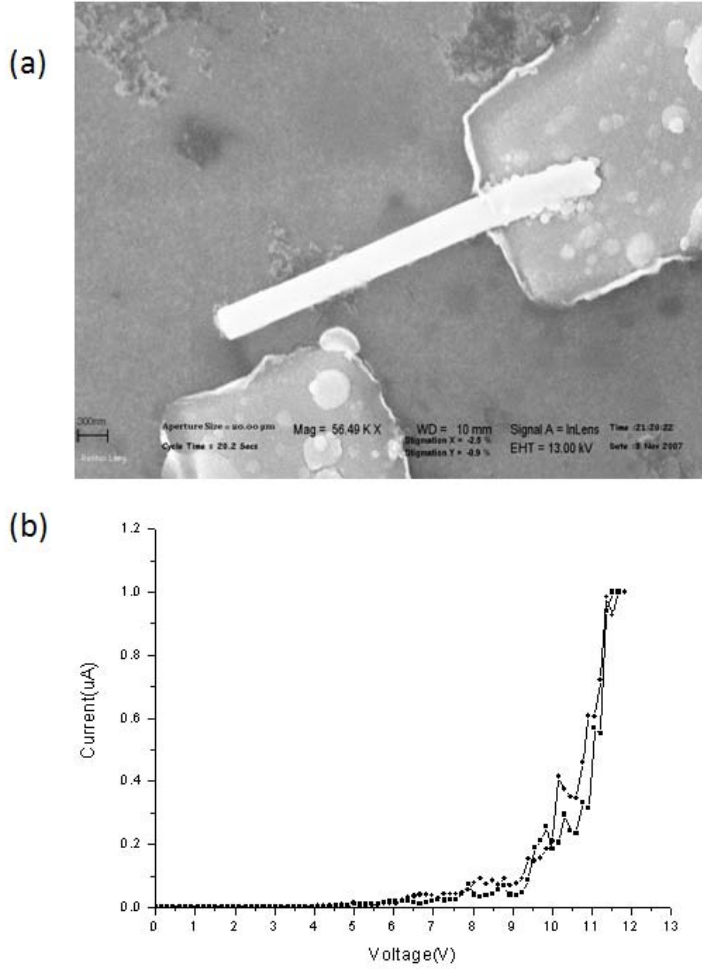 (a)
300nm
Aperture Size = 20.00 µm
Cycle Time = 20.2 Secs
Mag = 56.49 K X
WD = 10 mm
Stigmation X = -2.5 %
Stigmation Y = -0.9 %
Signal A = InLens
EHT = 13.00 kV
Time :21:20:22
Date :8 Nov 2007
(b)
1.2
1.0
0.8
0.6
0.4
0.2
0.0
Current(uA)
0 1 2 3 4 5 6 7 8 9 10 11 12 13
Voltage(V)